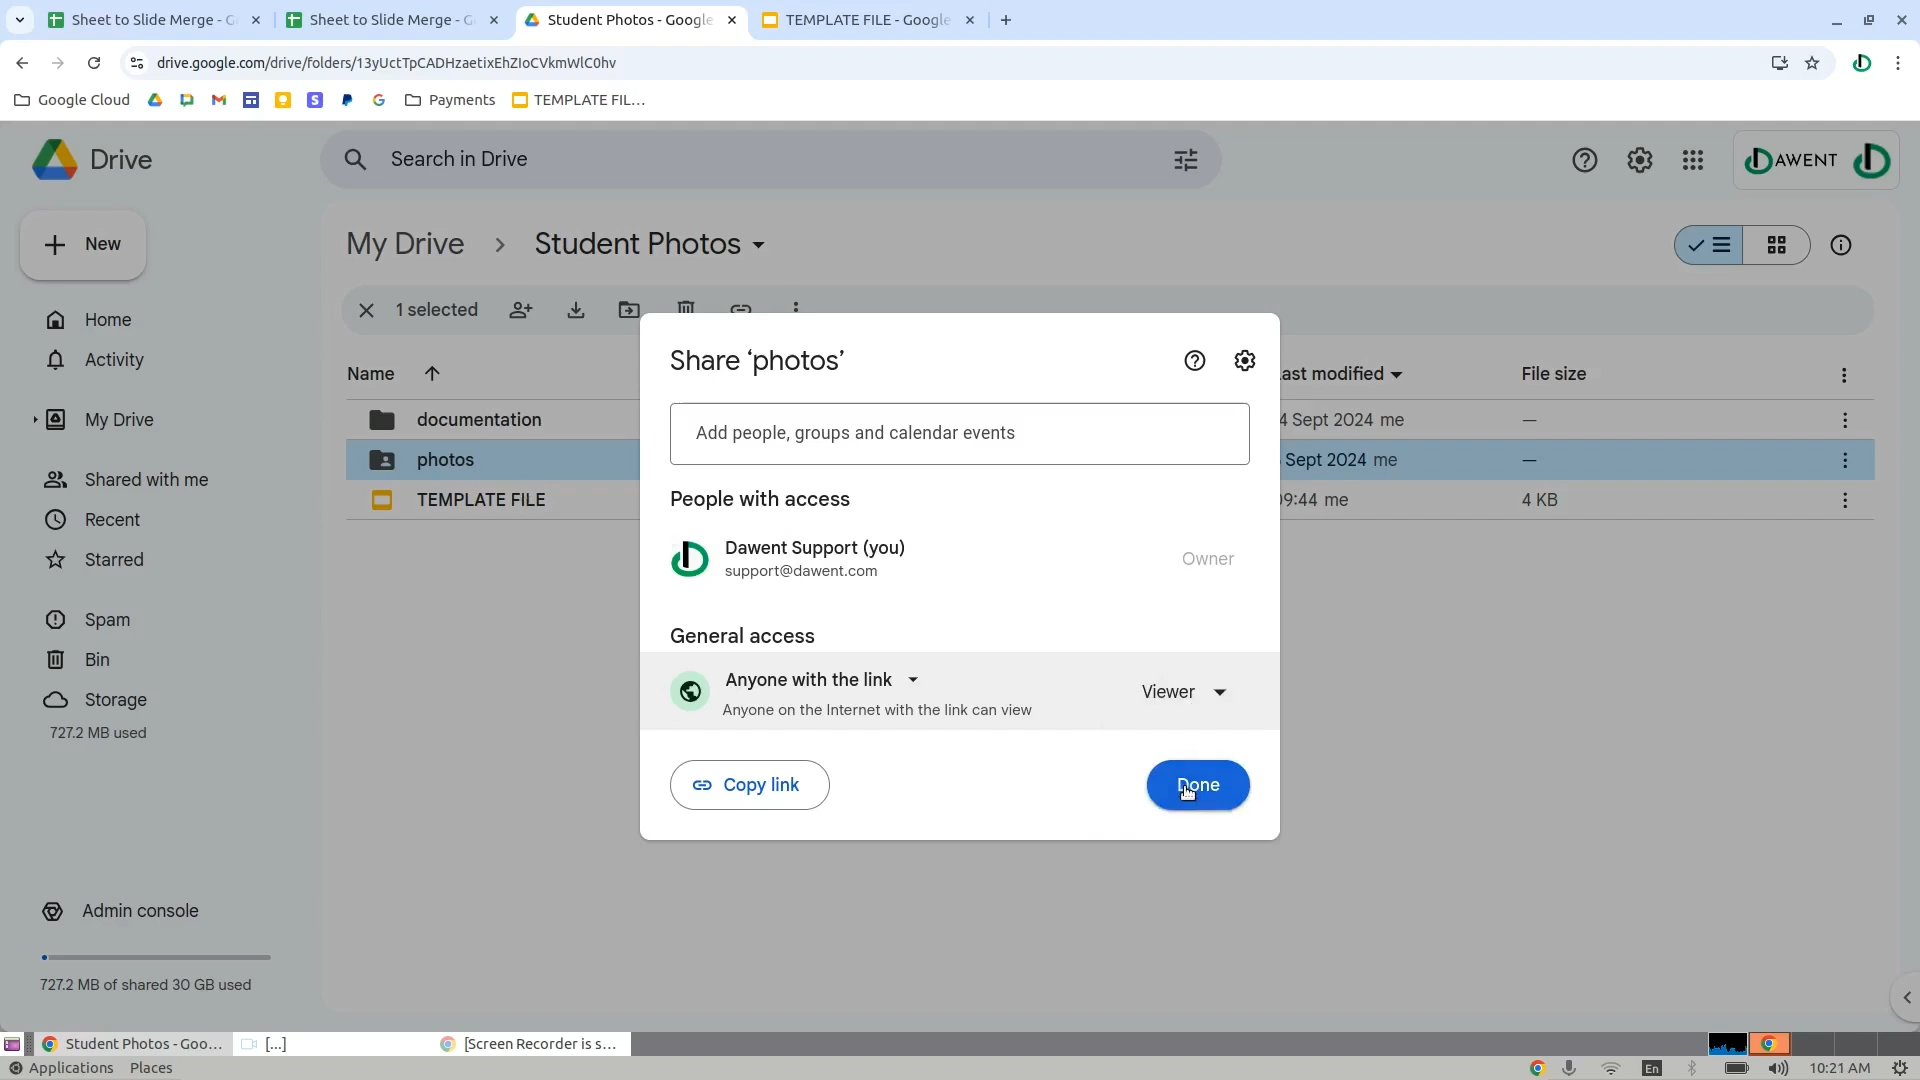 Sheet to Slide Merge - G
Sheet to Slide Merge - G
Student Photos - Google
TEMPLATE FILE - Google
drive.google.com/drive/folders/13yUctTpCADHzaetixEhZIoCVkmWlC0hv
Google Cloud
Payments
TEMPLATE FIL...
Drive
Search in Drive
DAWENT
New
My Drive
Student Photos
1 selected
Home
Activity
My Drive
Shared with me
Recent
Starred
Spam
Bin
Storage
727.2 MB used
Admin console
727.2 MB of shared 30 GB used
Name
Last modified
File size
documentation
4 Sept 2024 me
—
photos
Sept 2024 me
—
TEMPLATE FILE
09:44 me
4 KB
Share ‘photos’
Add people, groups and calendar events
People with access
Dawent Support (you)
support@dawent.com
Owner
General access
Anyone with the link
Anyone on the Internet with the link can view
Viewer
Copy link
Done
Student Photos - Goo...
[...]
[Screen Recorder is s...
Applications
Places
En
10:21 AM